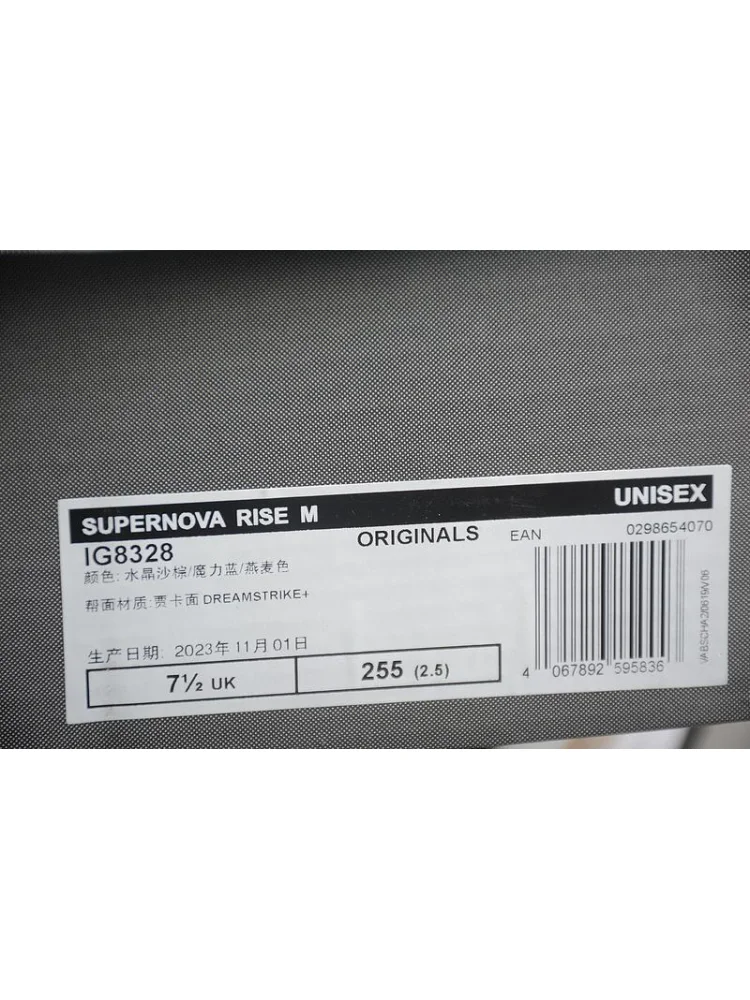 SUPERNOVA RISE M UNISEX
IG8328 ORIGINALS EAN 0298654070
颜色: 水晶沙棕/魔力蓝/燕麦色
帮面材质:贾卡面 DREAMSTRIKE+
生产日期: 2023年11月01日
7½ UK 255 (2.5)
4 067892 595836